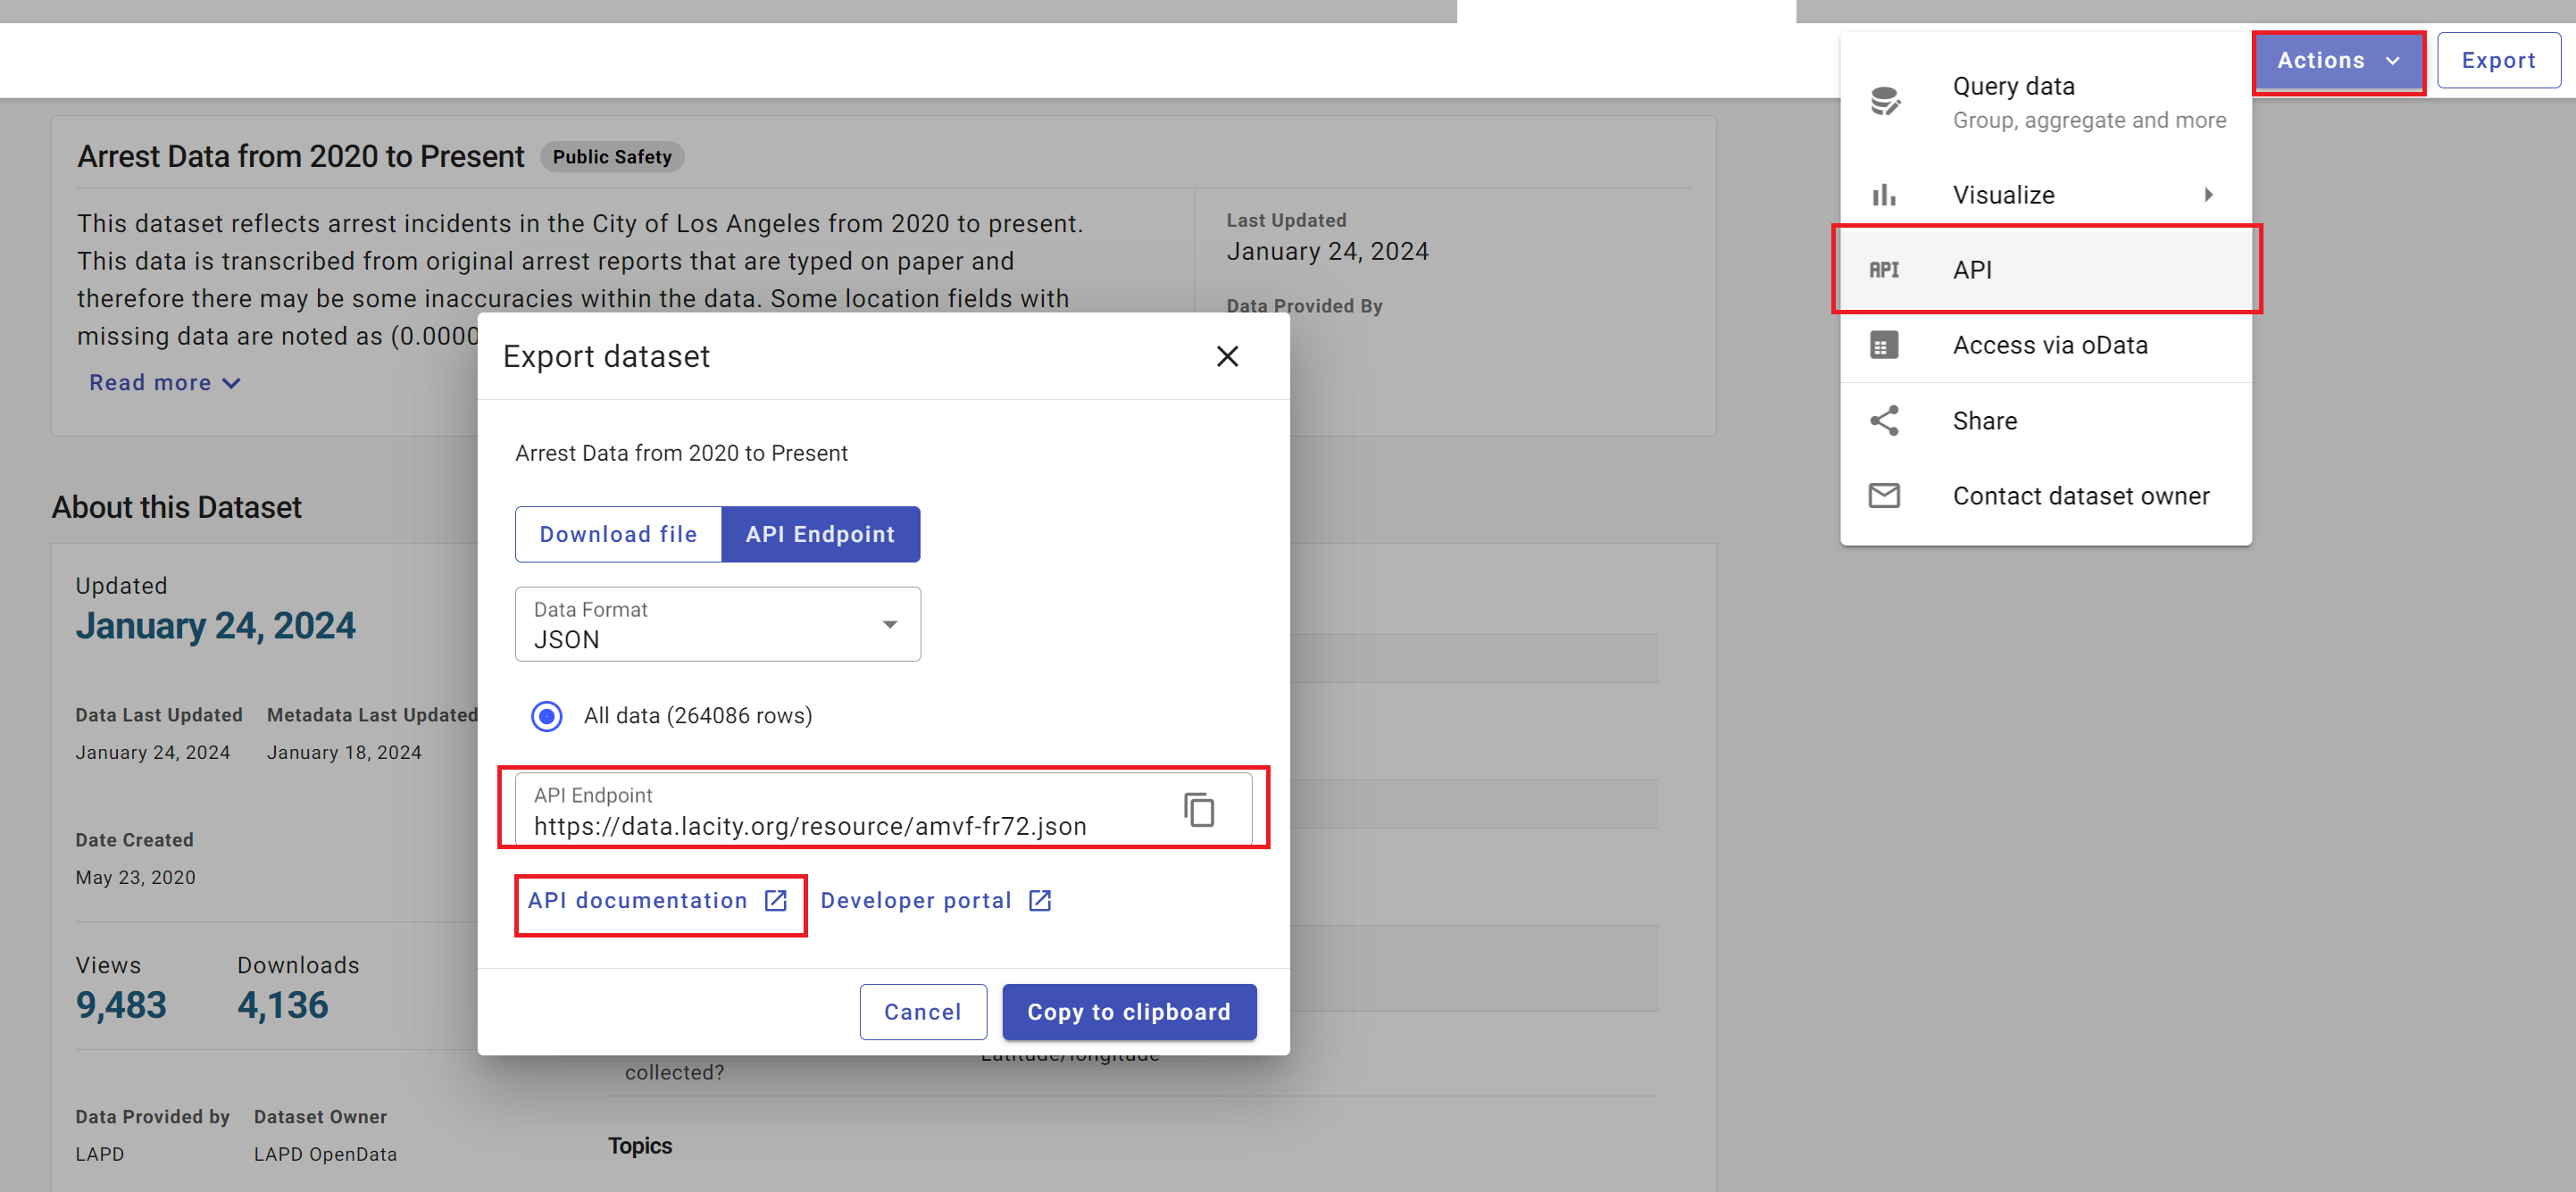 Actions
Export
Query data
Group, aggregate and more
Visualize
API
API
Access via oData
Share
Contact dataset owner
Arrest Data from 2020 to Present
Public Safety
This dataset reflects arrest incidents in the City of Los Angeles from 2020 to present.
This data is transcribed from original arrest reports that are typed on paper and
therefore there may be some inaccuracies within the data. Some location fields with
missing data are noted as (0.0000
Read more
Last Updated
January 24, 2024
Data Provided By
Export dataset
Arrest Data from 2020 to Present
Download file
API Endpoint
Data Format
JSON
All data (264086 rows)
API Endpoint
https://data.lacity.org/resource/amvf-fr72.json
API documentation
Developer portal
Cancel
Copy to clipboard
About this Dataset
Updated
January 24, 2024
Data Last Updated
January 24, 2024
Metadata Last Updated
January 18, 2024
Date Created
May 23, 2020
Views
9,483
Downloads
4,136
Data Provided by
LAPD
Dataset Owner
LAPD OpenData
Latitude/longitude
collected?
Topics